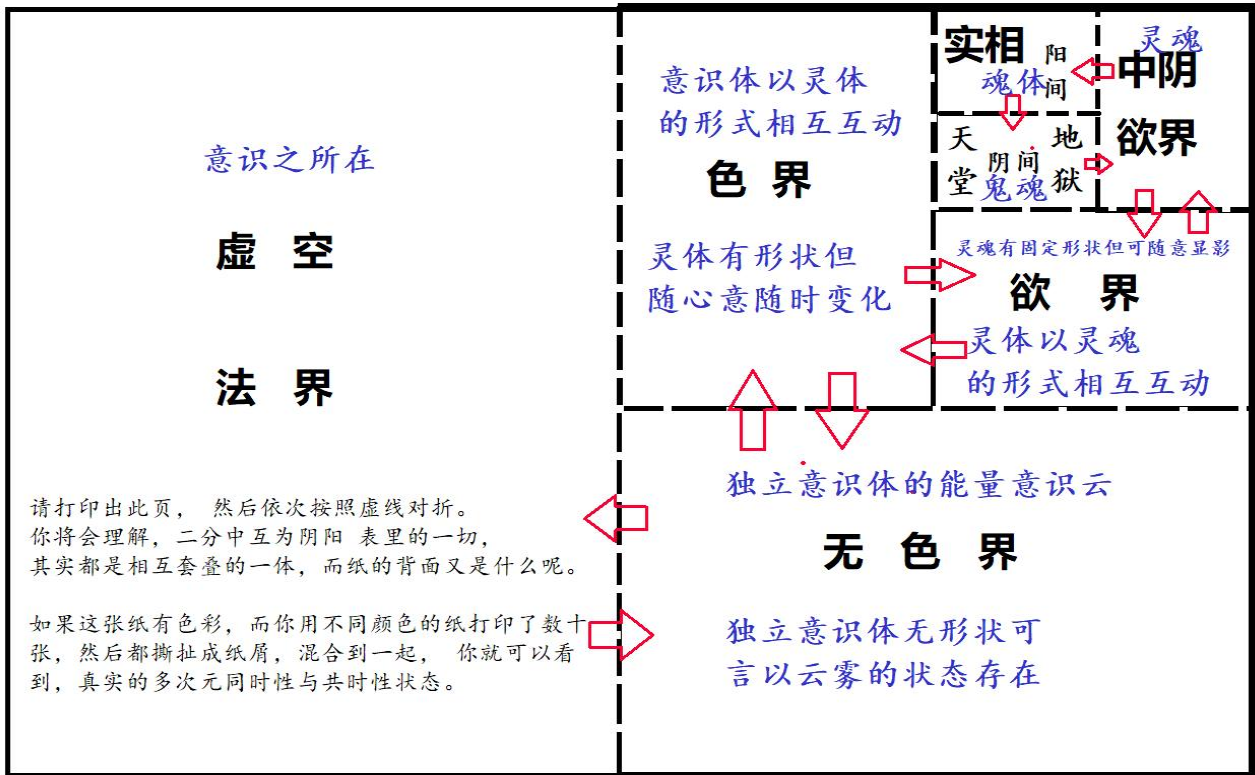 意识之所在
虚 空
法 界
请打印出此页， 然后依次按照虚线对折。
你将会理解，二分中互为阴阳 表里的一切，
其实都是相互套叠的一体，而纸的背面又是什么呢。
如果这张纸有色彩，而你用不同颜色的纸打印了数十
张，然后都撕扯成纸屑，混合到一起， 你就可以看
到，真实的多次元同时性与共时性状态。
意识体以灵体
的形式相互互动
色 界
灵体有形状但
随心意随时变化
实相
阳间
魂体
天堂
阴间
地狱
鬼魂
灵魂
中阴
欲界
灵魂有固定形状但可随意显影
欲 界
灵体以灵魂
的形式相互互动
独立意识体的能量意识云
无 色 界
独立意识体无形状可
言以云雾的状态存在